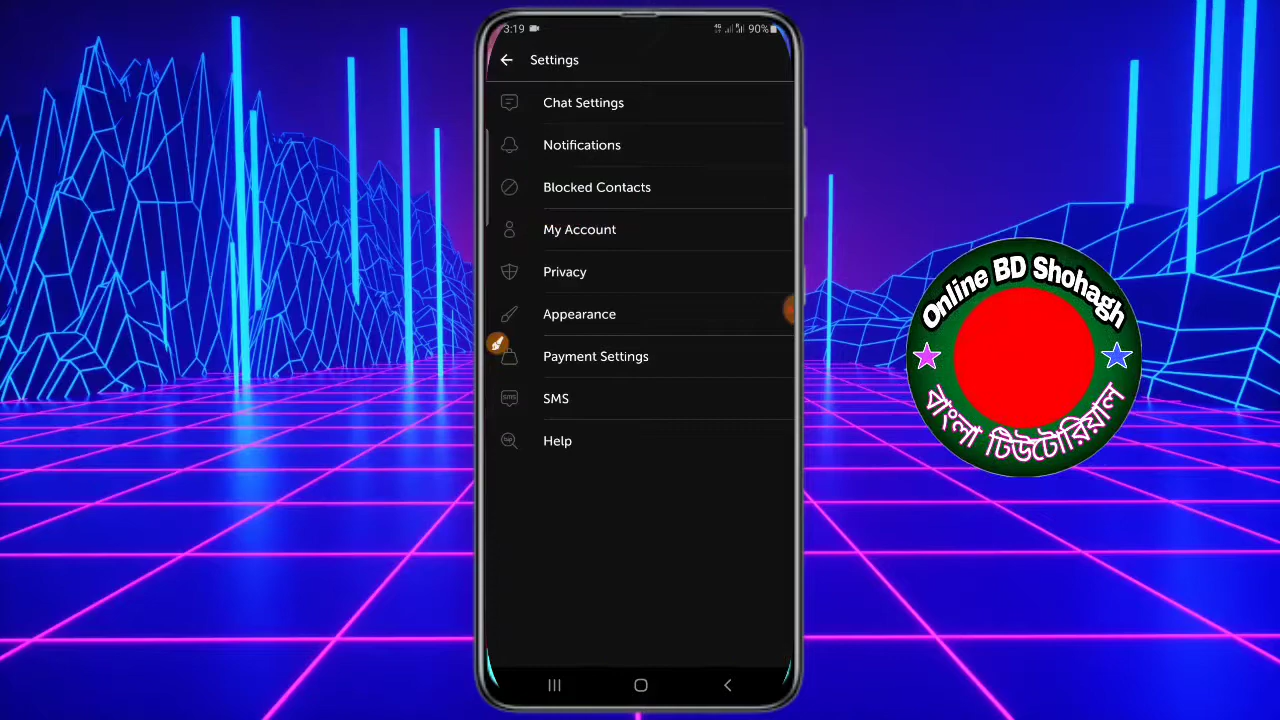 3:19
4G
90%
Settings
Chat Settings
Notifications
Blocked Contacts
My Account
Privacy
Appearance
Payment Settings
SMS
Help
Online BD Shohagh
বাংলা টিউটোরিয়াল